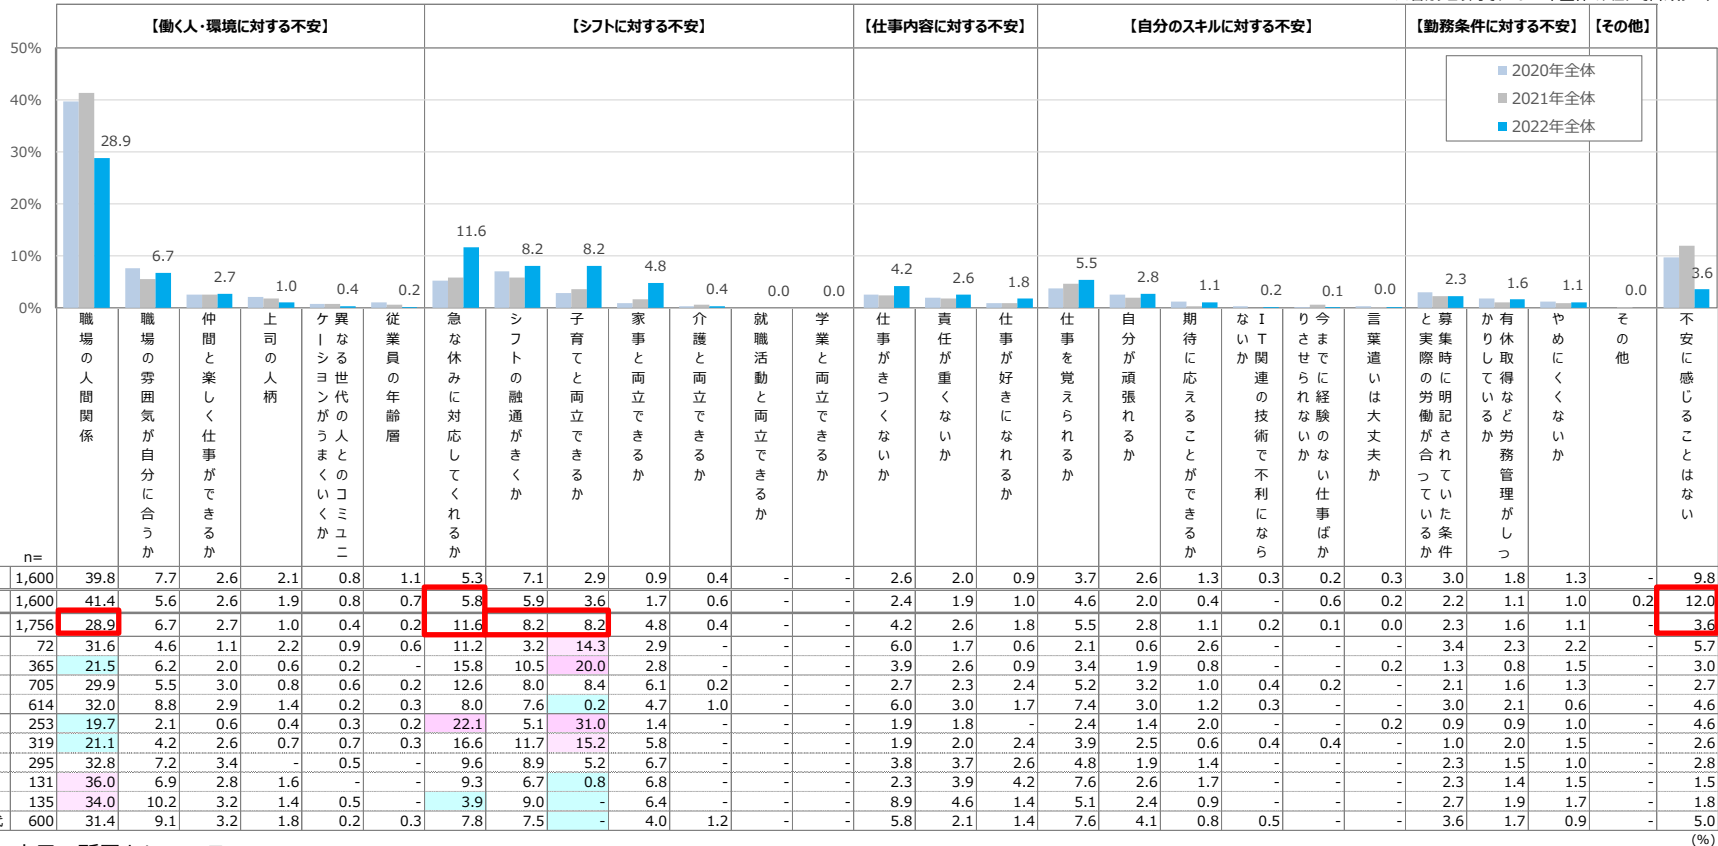 【働く人・環境に対する不安】 【シフトに対する不安】 【仕事内容に対する不安】 【自分のスキルに対する不安】 【勤務条件に対する不安】 【その他】
50%
40%
30%
20%
10%
0%
2020年全体
2021年全体
2022年全体
28.9 6.7 2.7 1.0 0.4 0.2 11.6 8.2 8.2 4.8 0.4 0.0 0.0 4.2 2.6 1.8 5.5 2.8 1.1 0.2 0.1 0.0 2.3 1.6 1.1 0.0 3.6
職場の人間関係
職場の雰囲気が自分に合うか
仲間と楽しく仕事ができるか
上司の人柄
異なる世代の人とのコミュニ
ケーションがうまくいくか
従業員の年齢層
急な休みに対応してくれるか
シフトの融通がきくか
子育てと両立できるか
家事と両立できるか
介護と両立できるか
就職活動と両立できるか
学業と両立できるか
仕事がきつくないか
責任が重くないか
仕事が好きになれるか
仕事を覚えられるか
自分が頑張れるか
期待に応えることができるか
IT関連の技術で不利になら
ないか
今までに経験のない仕事ばか
りさせられないか
言葉遣いは大丈夫か
募集時に明記されていた条件
と実際の労働が合っているか
有休取得など労務管理がしっ
かりしているか
やめにくくないか
その他
不安に感じることはない
n=
1,600 39.8 7.7 2.6 2.1 0.8 1.1 5.3 7.1 2.9 0.9 0.4 - - 2.6 2.0 0.9 3.7 2.6 1.3 0.3 0.2 0.3 3.0 1.8 1.3 - 9.8
1,600 41.4 5.6 2.6 1.9 0.8 0.7 5.8 5.9 3.6 1.7 0.6 - - 2.4 1.9 1.0 4.6 2.0 0.4 - 0.6 0.2 2.2 1.1 1.0 0.2 12.0
1,756 28.9 6.7 2.7 1.0 0.4 0.2 11.6 8.2 8.2 4.8 0.4 - - 4.2 2.6 1.8 5.5 2.8 1.1 0.2 0.1 0.0 2.3 1.6 1.1 - 3.6
72 31.6 4.6 1.1 2.2 0.9 0.6 11.2 3.2 14.3 2.9 - - - 6.0 1.7 0.6 2.1 0.6 2.6 - - - 3.4 2.3 2.2 - 5.7
365 21.5 6.2 2.0 0.6 0.2 - 15.8 10.5 20.0 2.8 - - - 3.9 2.6 0.9 3.4 1.9 0.8 - - 0.2 1.3 0.8 1.5 - 3.0
705 29.9 5.5 3.0 0.8 0.6 0.2 12.6 8.0 8.4 6.1 0.2 - - 2.7 2.3 2.4 5.2 3.2 1.0 0.4 0.2 - 2.1 1.6 1.3 - 2.7
614 32.0 8.8 2.9 1.4 0.2 0.3 8.0 7.6 0.2 4.7 1.0 - - 6.0 3.0 1.7 7.4 3.0 1.2 0.3 - - 3.0 2.1 0.6 - 4.6
253 19.7 2.1 0.6 0.4 0.3 0.2 22.1 5.1 31.0 1.4 - - - 1.9 1.8 - 2.4 1.4 2.0 - - 0.2 0.9 0.9 1.0 - 4.6
319 21.1 4.2 2.6 0.7 0.7 0.3 16.6 11.7 15.2 5.8 - - - 1.9 2.0 2.4 3.9 2.5 0.6 0.4 0.4 - 1.0 2.0 1.5 - 2.6
295 32.8 7.2 3.4 - 0.5 - 9.6 8.9 5.2 6.7 - - - 3.8 3.7 2.6 4.8 1.9 1.4 - - - 2.3 1.5 1.0 - 2.8
131 36.0 6.9 2.8 1.6 - - 9.3 6.7 0.8 6.8 - - - 2.3 3.9 4.2 7.6 2.6 1.7 - - - 2.3 1.4 1.5 - 1.5
135 34.0 10.2 3.2 1.4 0.5 - 3.9 9.0 - 6.4 - - - 8.9 4.6 1.4 5.1 2.4 0.9 - - - 2.7 1.9 1.7 - 1.8
600 31.4 9.1 3.2 1.8 0.2 0.3 7.8 7.5 - 4.0 1.2 - - 5.8 2.1 1.4 7.6 4.1 0.8 0.5 - - 3.6 1.7 0.9 - 5.0
(%)